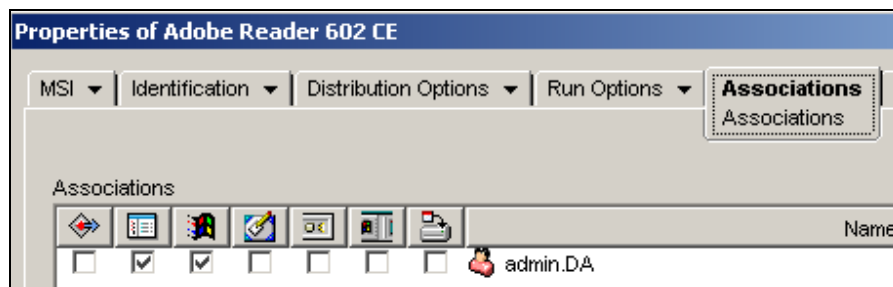 Properties of Adobe Reader 602 CE
MSI Identification Distribution Options Run Options Associations
Associations
Associations
Name
admin.DA